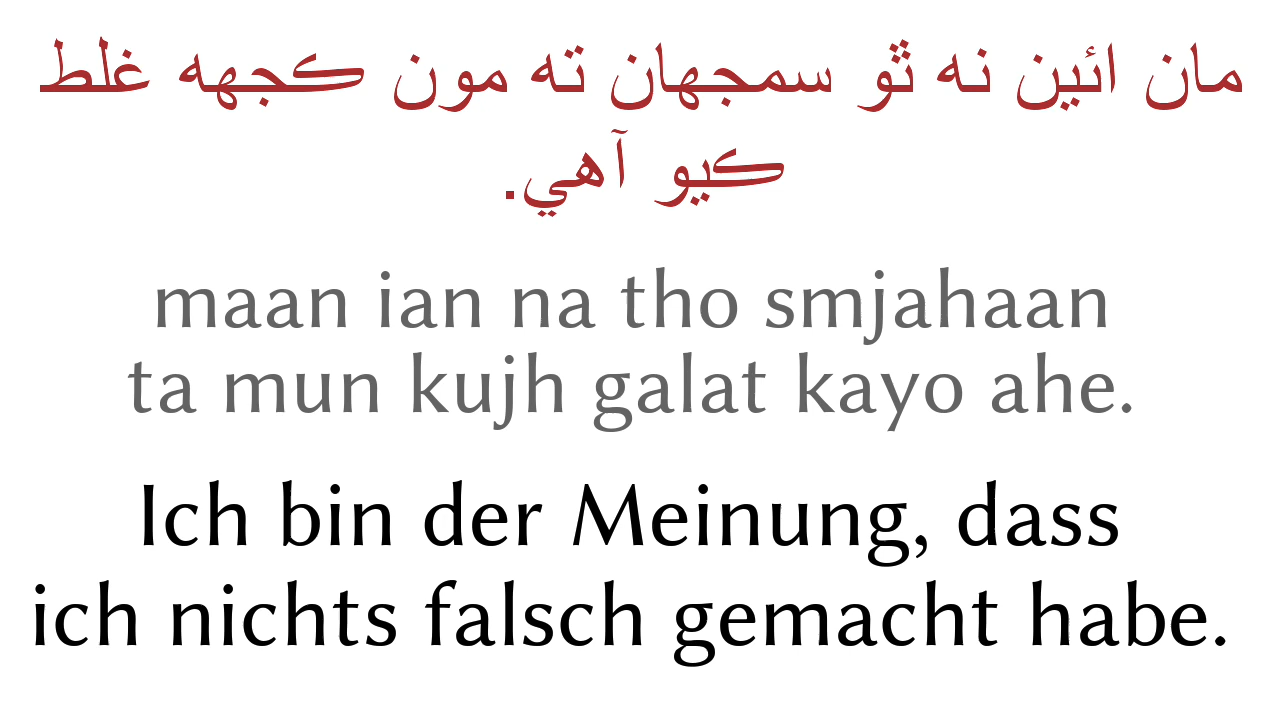 مان ائين نه ٿو سمجهان ته مون ڪجهه غلط
ڪيو آهي.
maan ian na tho smjahaan
ta mun kujh galat kayo ahe.
Ich bin der Meinung, dass
ich nichts falsch gemacht habe.